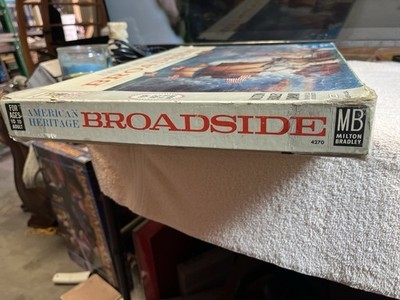 FOR
AGES
10 TO
ADULT
AMERICAN
HERITAGE
BROADSIDE
MB
MILTON
BRADLEY
4270